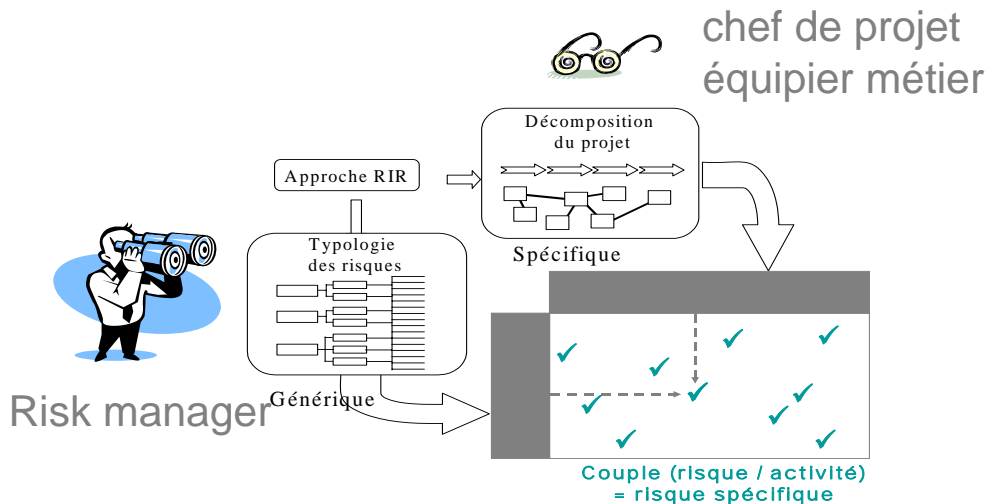 chef de projet
équipier métier
Décomposition
du projet
Approche RIR
Spécifique
Typologie
des risques
Générique
Risk manager
Couple (risque / activité)
= risque spécifique